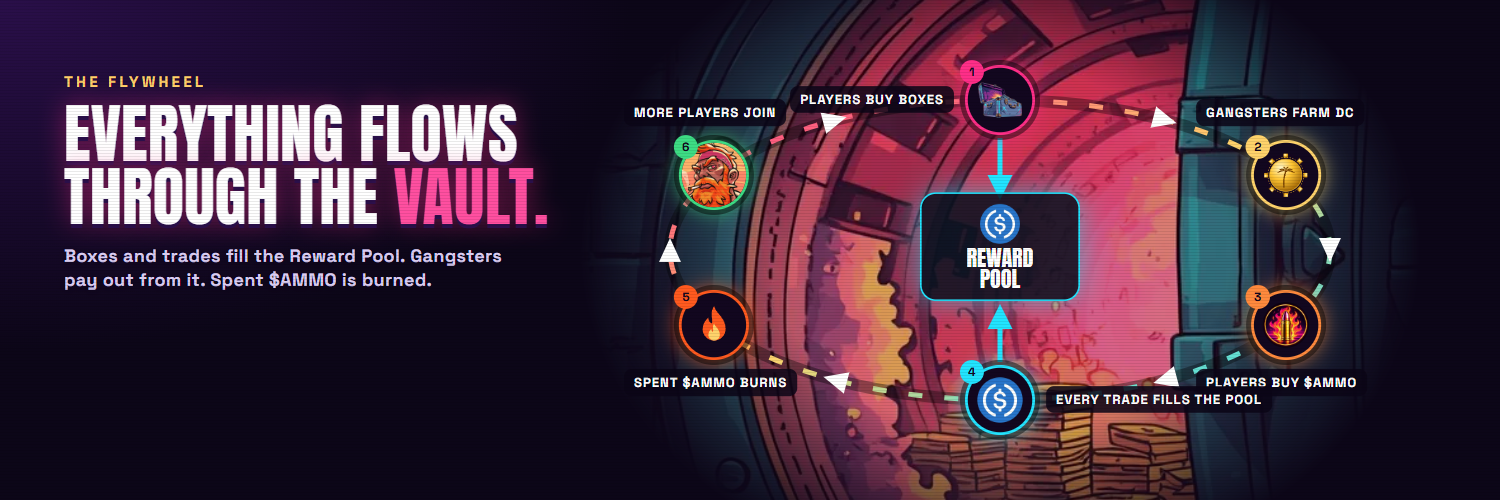 THE FLYWHEEL
EVERYTHING FLOWS
THROUGH THE VAULT.
Boxes and trades fill the Reward Pool. Gangsters
pay out from it. Spent $AMMO is burned.
1
PLAYERS BUY BOXES
2
GANGSTERS FARM DC
3
PLAYERS BUY $AMMO
4
EVERY TRADE FILLS THE POOL
5
SPENT $AMMO BURNS
6
MORE PLAYERS JOIN
$
REWARD
POOL
$